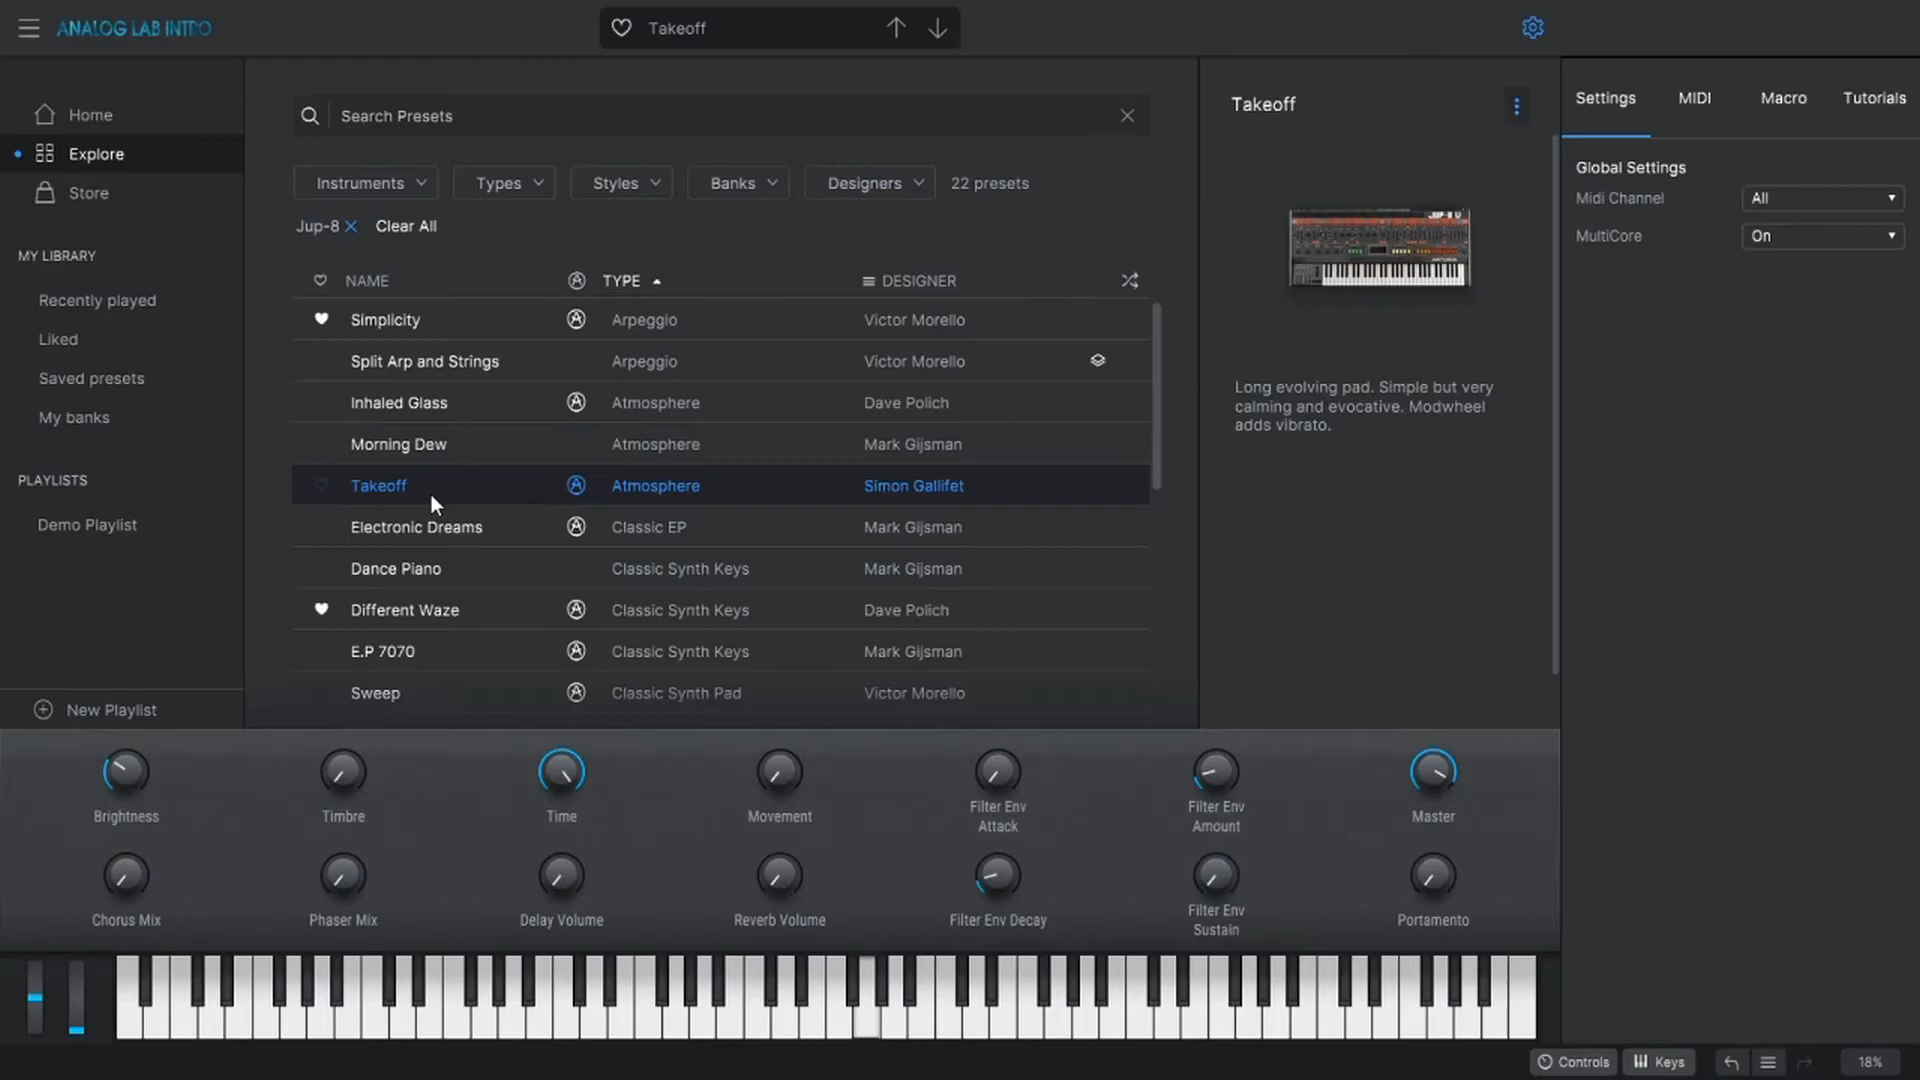 ANALOG LAB INTRO
Takeoff
Home
Explore
Store
MY LIBRARY
Recently played
Liked
Saved presets
My banks
PLAYLISTS
Demo Playlist
New Playlist
Search Presets
Instruments
Types
Styles
Banks
Designers
22 presets
Jup-8
Clear All
NAME TYPE DESIGNER
Simplicity Arpeggio Victor Morello
Split Arp and Strings Arpeggio Victor Morello
Inhaled Glass Atmosphere Dave Polich
Morning Dew Atmosphere Mark Gijsman
Takeoff Atmosphere Simon Gallifet
Electronic Dreams Classic EP Mark Gijsman
Dance Piano Classic Synth Keys Mark Gijsman
Different Waze Classic Synth Keys Dave Polich
E.P 7070 Classic Synth Keys Mark Gijsman
Sweep Classic Synth Pad Victor Morello
Takeoff
JUP-8 V
ARTURIA
Long evolving pad. Simple but very
calming and evocative. Modwheel
adds vibrato.
Settings MIDI Macro Tutorials
Global Settings
Midi Channel All
MultiCore On
Brightness
Timbre
Time
Movement
Filter Env
Attack
Filter Env
Amount
Master
Chorus Mix
Phaser Mix
Delay Volume
Reverb Volume
Filter Env Decay
Filter Env
Sustain
Portamento
Controls
Keys
18%